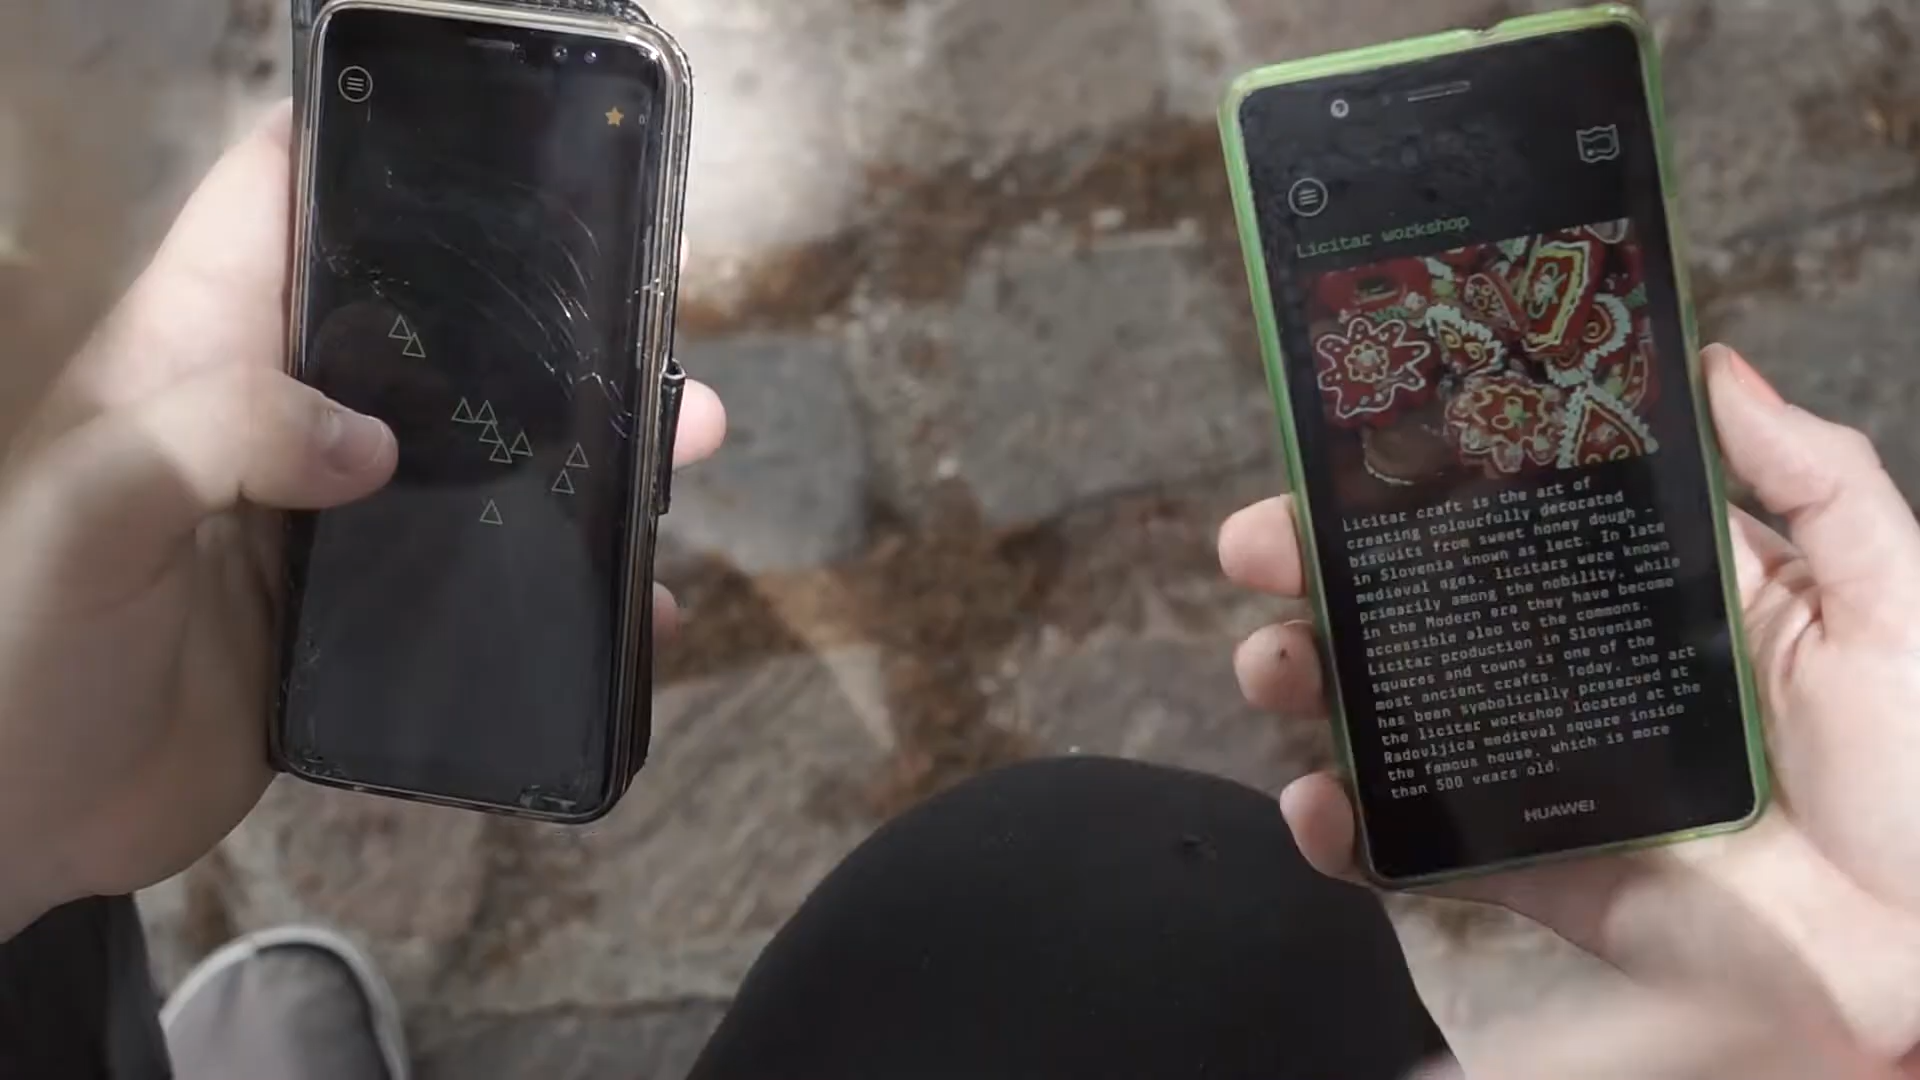 Licitar workshop
Licitar craft is the art of
creating colourfully decorated
biscuits from sweet honey dough -
in Slovenia known as lect. In late
medieval ages, licitars were known
primarily among the nobility, while
in the Modern era they have become
accessible also to the commons.
Licitar production in Slovenian
squares and towns is one of the
most ancient crafts. Today, the art
has been symbolically preserved at
the licitar workshop located at the
Radovljica medieval square inside
the famous house, which is more
than 500 years old.
HUAWEI